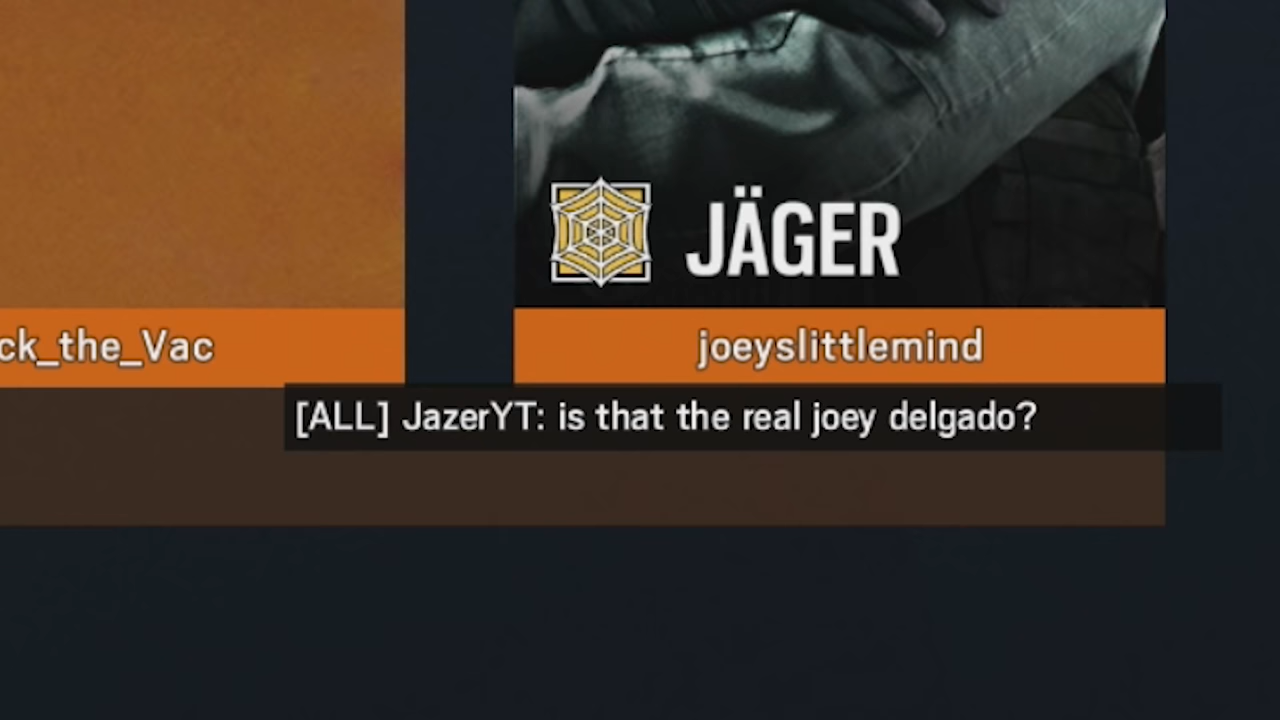 JÄGER
ck_the_Vac
joeyslittlemind
[ALL] JazerYT: is that the real joey delgado?